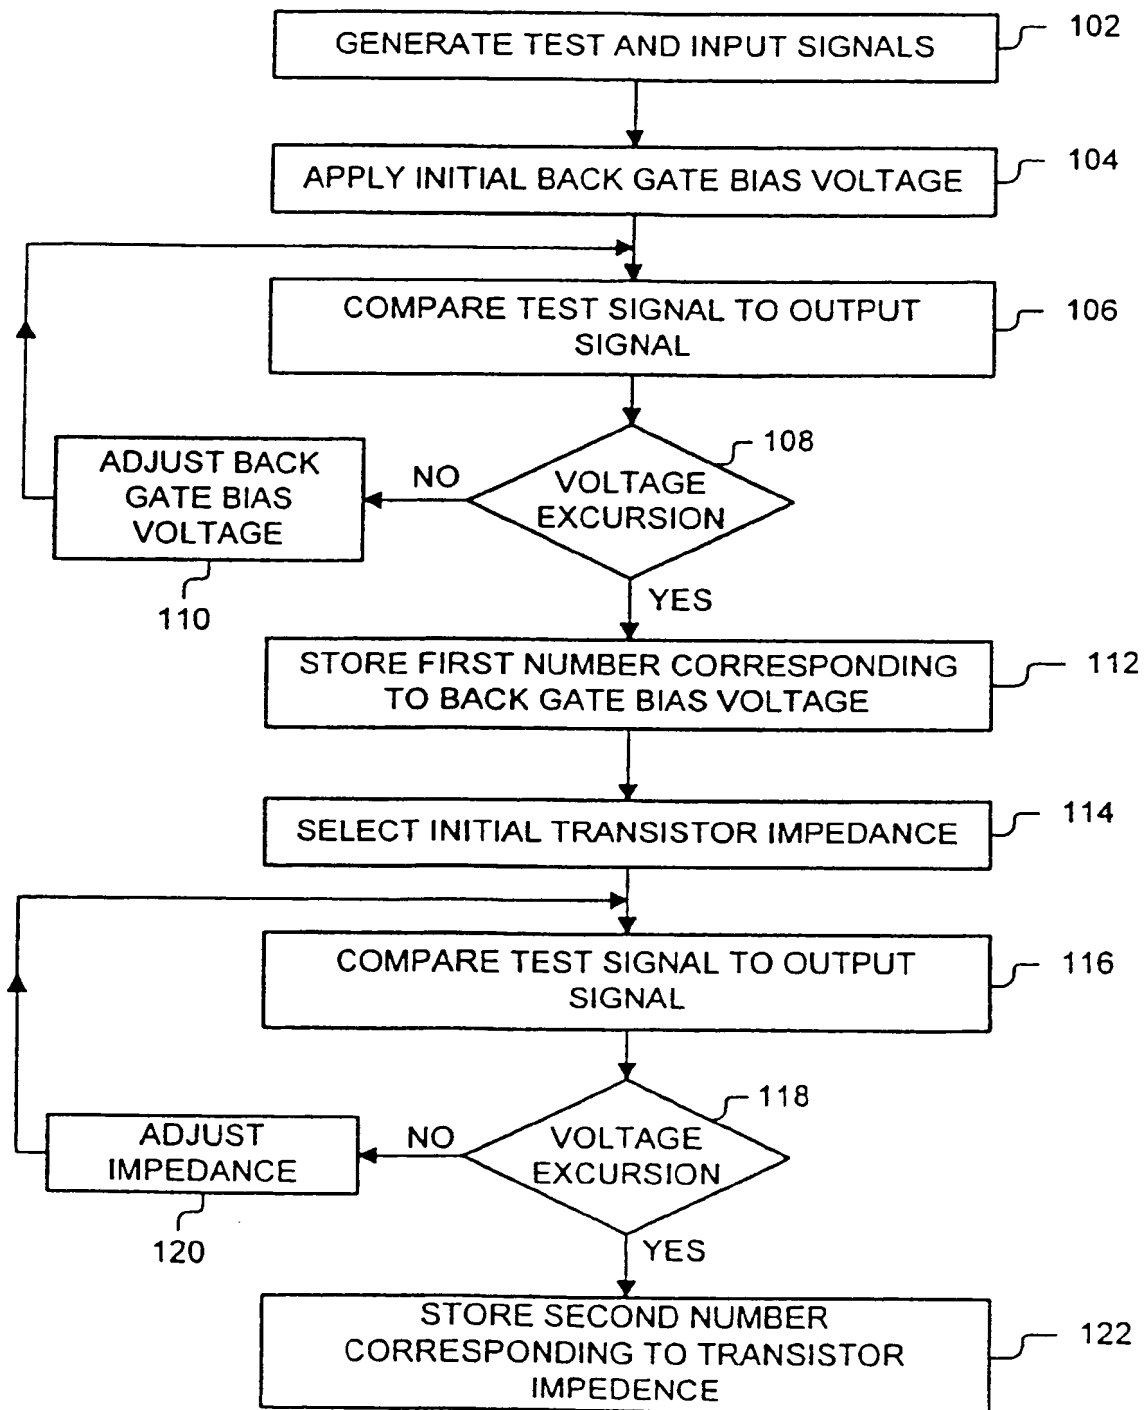 GENERATE TEST AND INPUT SIGNALS
102
APPLY INITIAL BACK GATE BIAS VOLTAGE
104
COMPARE TEST SIGNAL TO OUTPUT
SIGNAL
106
108
VOLTAGE
EXCURSION
NO
ADJUST BACK
GATE BIAS
VOLTAGE
110
YES
STORE FIRST NUMBER CORRESPONDING
TO BACK GATE BIAS VOLTAGE
112
SELECT INITIAL TRANSISTOR IMPEDANCE
114
COMPARE TEST SIGNAL TO OUTPUT
SIGNAL
116
118
VOLTAGE
EXCURSION
NO
ADJUST
IMPEDANCE
120
YES
STORE SECOND NUMBER
CORRESPONDING TO TRANSISTOR
IMPEDENCE
122